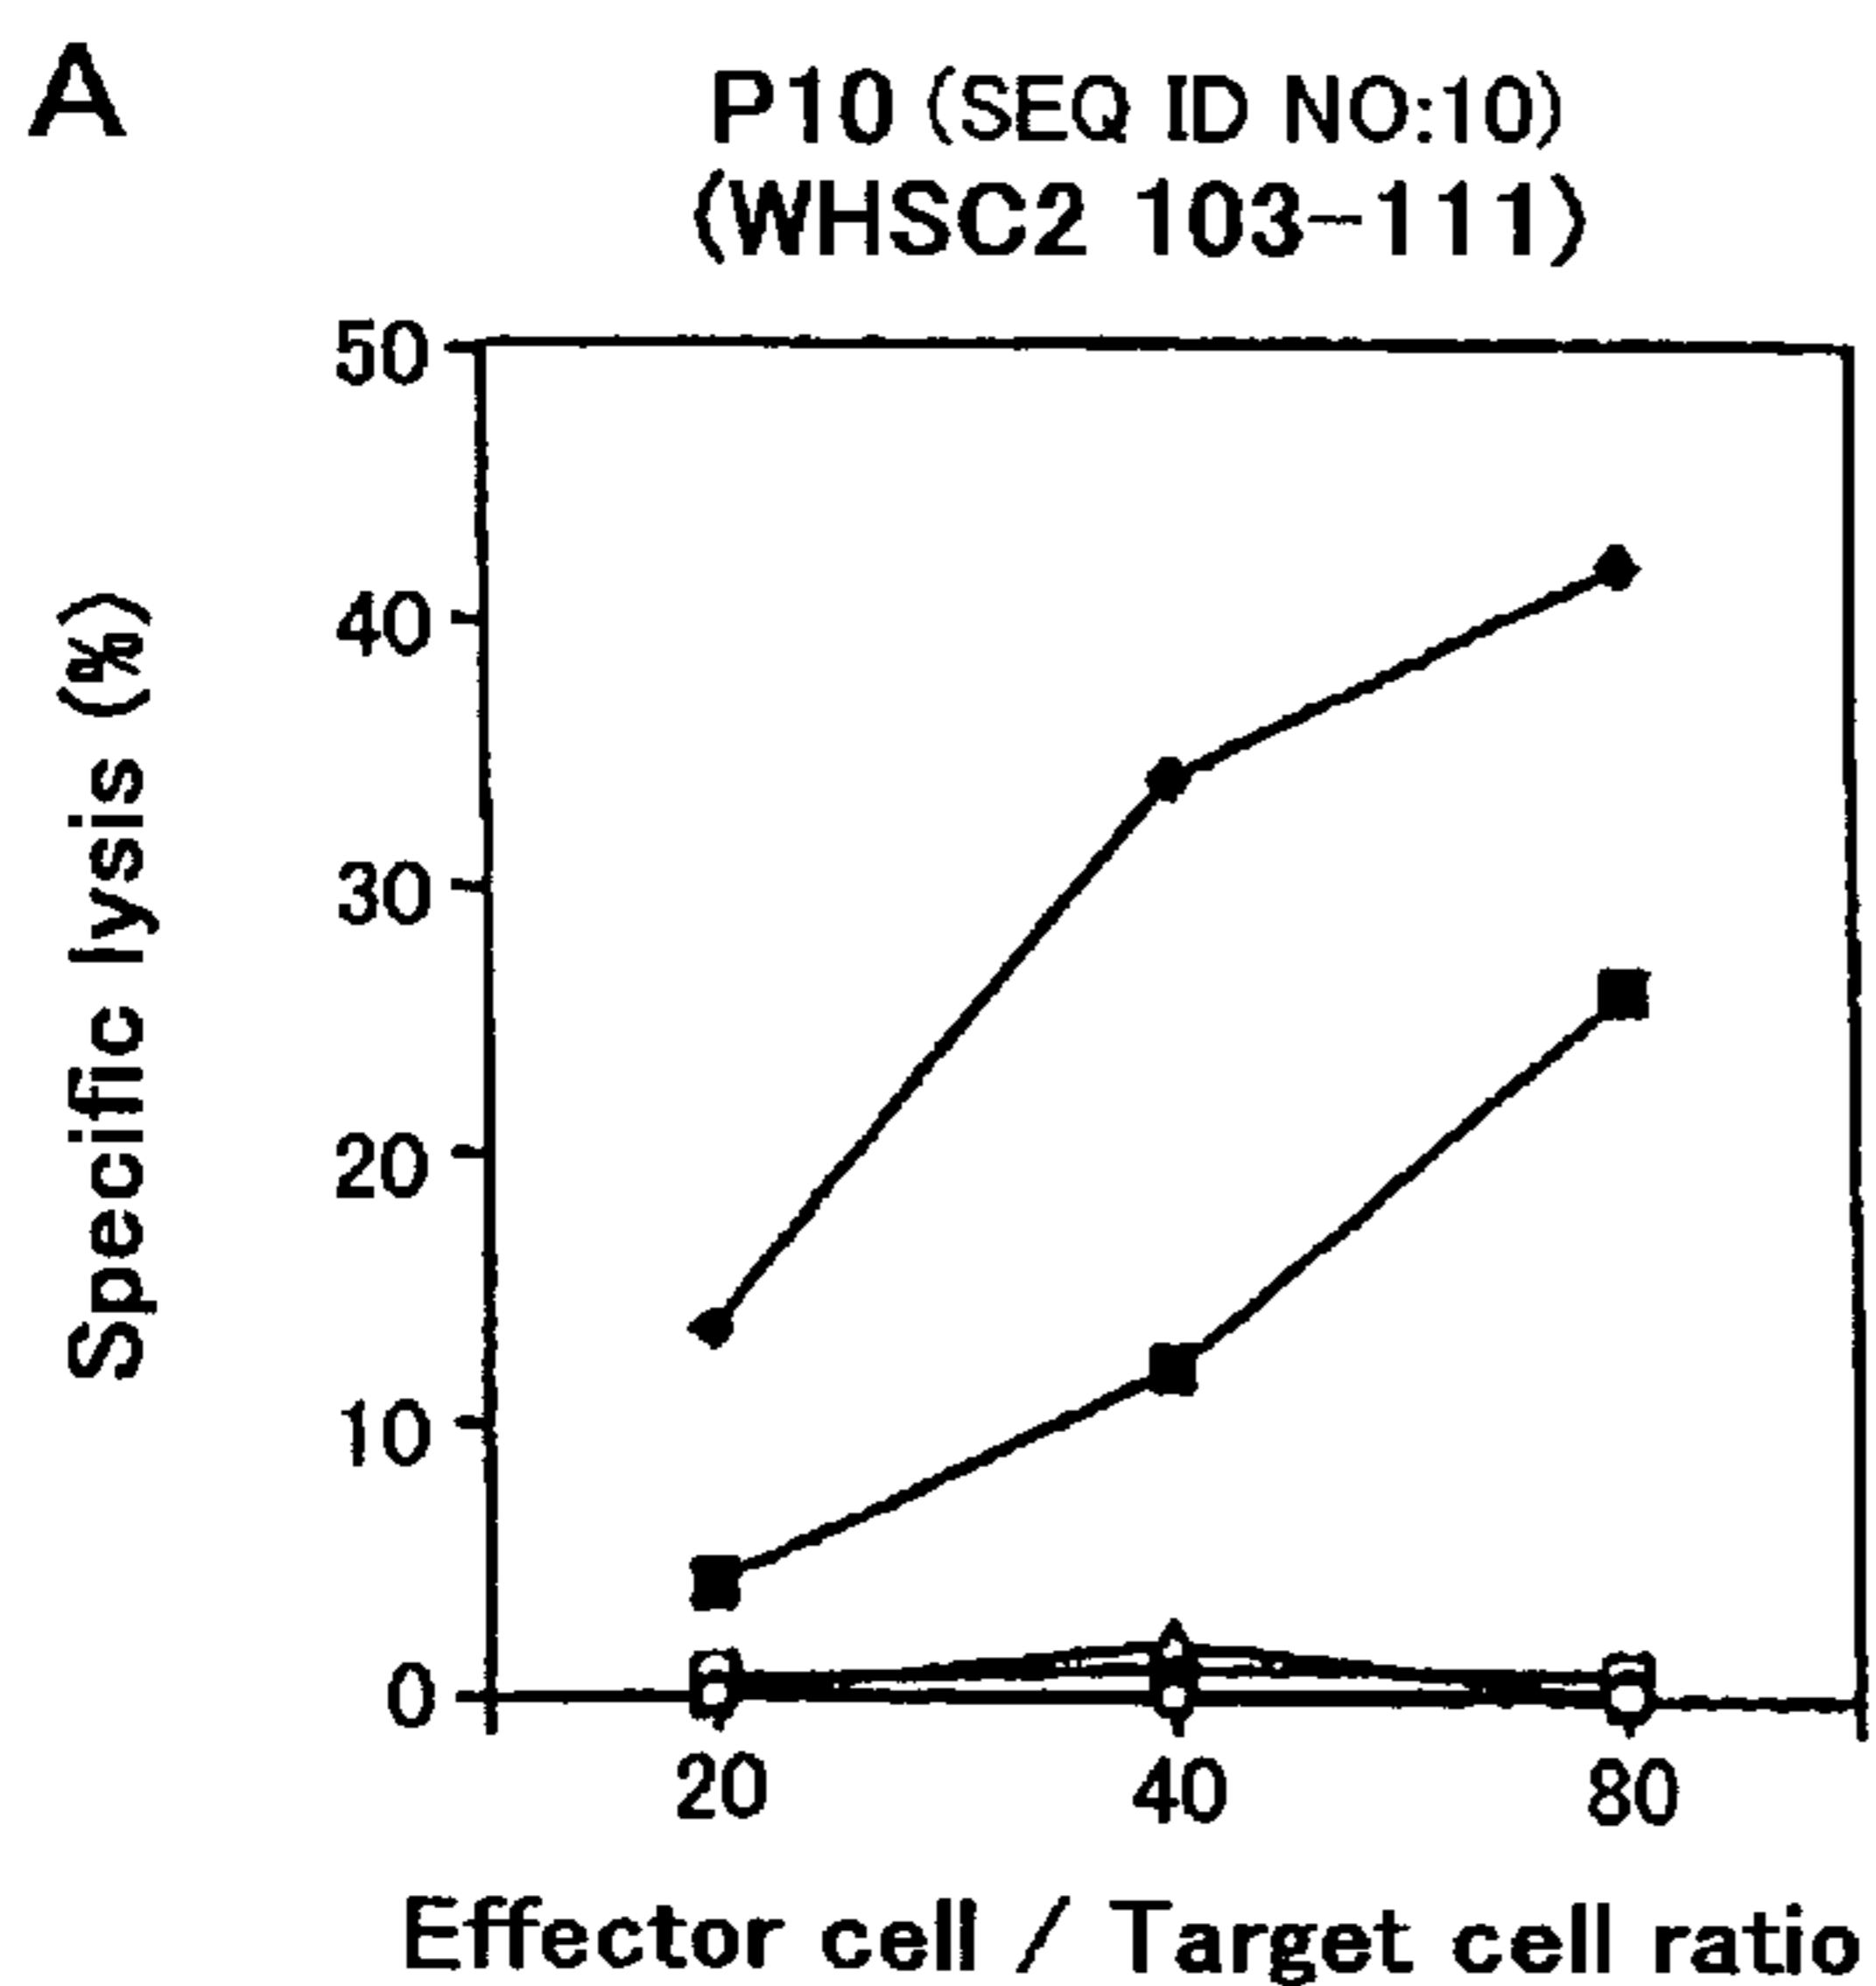 A
P10 (SEQ ID NO:10)
(WHSC2 103-111)
Specific lysis (%)
50
40
30
20
10
0
20 40 80
Effector cell / Target cell ratio